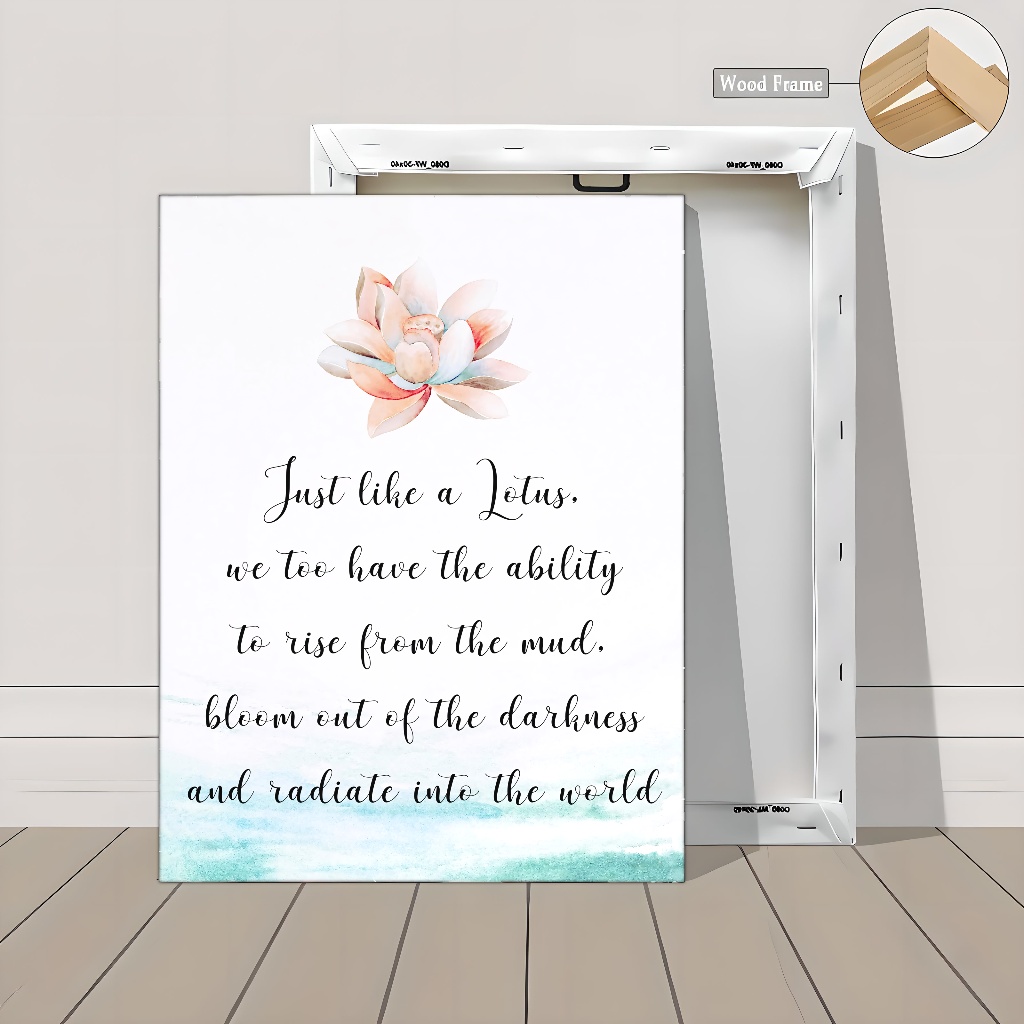 Wood Frame
Just like a Lotus,
we too have the ability
to rise from the mud,
bloom out of the darkness
and radiate into the world